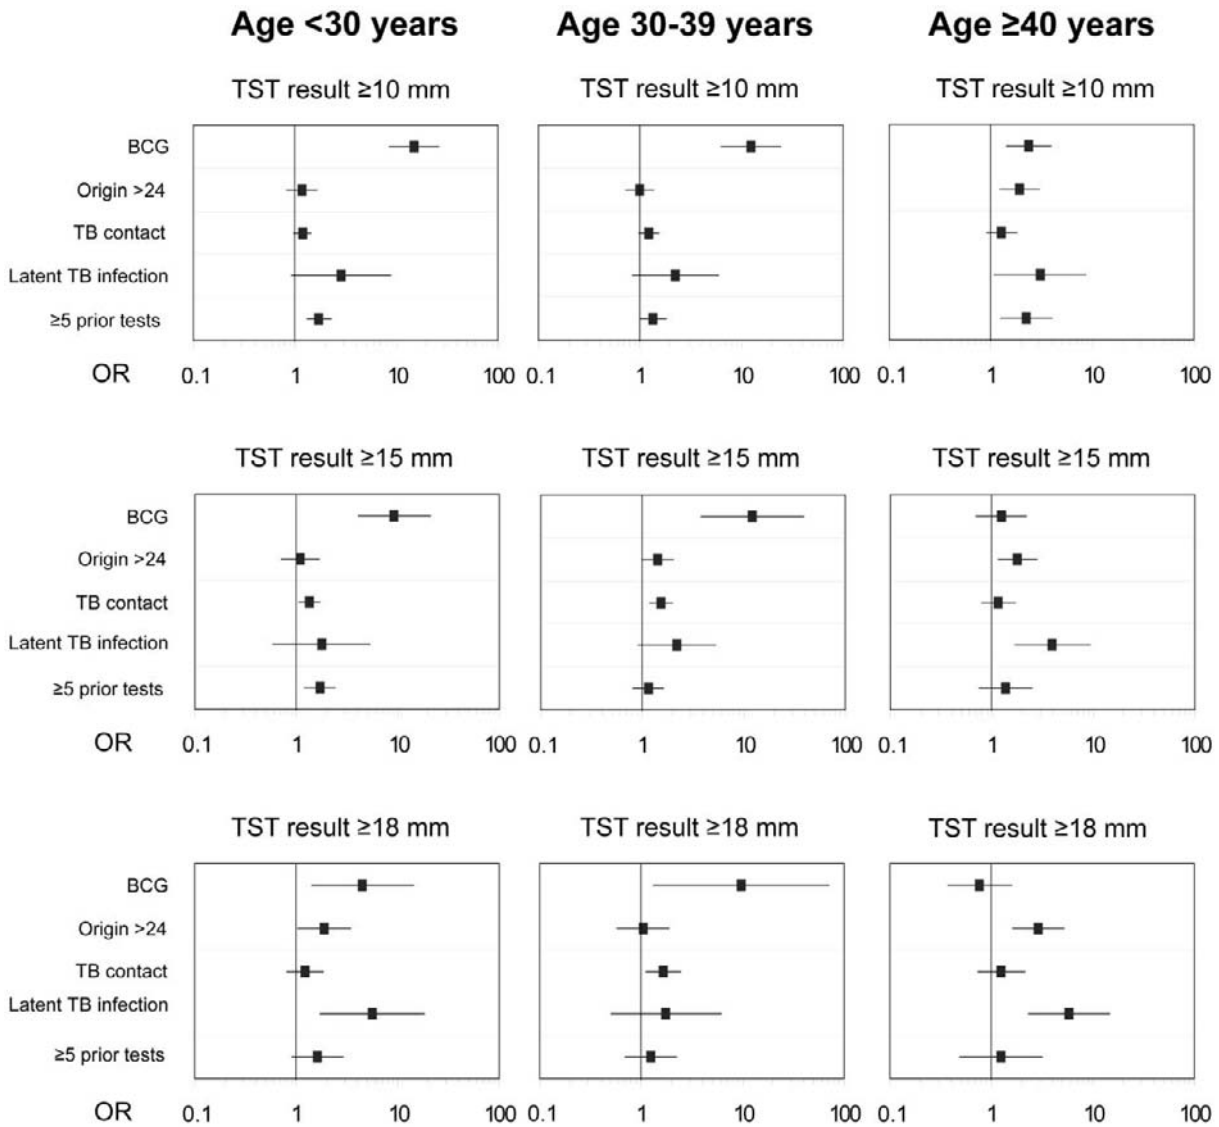 Age <30 years Age 30-39 years Age ≥40 years
TST result ≥10 mm TST result ≥10 mm TST result ≥10 mm
BCG
Origin >24
TB contact
Latent TB infection
≥5 prior tests
OR 0.1 1 10 100 0.1 1 10 100 0.1 1 10 100
TST result ≥15 mm TST result ≥15 mm TST result ≥15 mm
BCG
Origin >24
TB contact
Latent TB infection
≥5 prior tests
OR 0.1 1 10 100 0.1 1 10 100 0.1 1 10 100
TST result ≥18 mm TST result ≥18 mm TST result ≥18 mm
BCG
Origin >24
TB contact
Latent TB infection
≥5 prior tests
OR 0.1 1 10 100 0.1 1 10 100 0.1 1 10 100